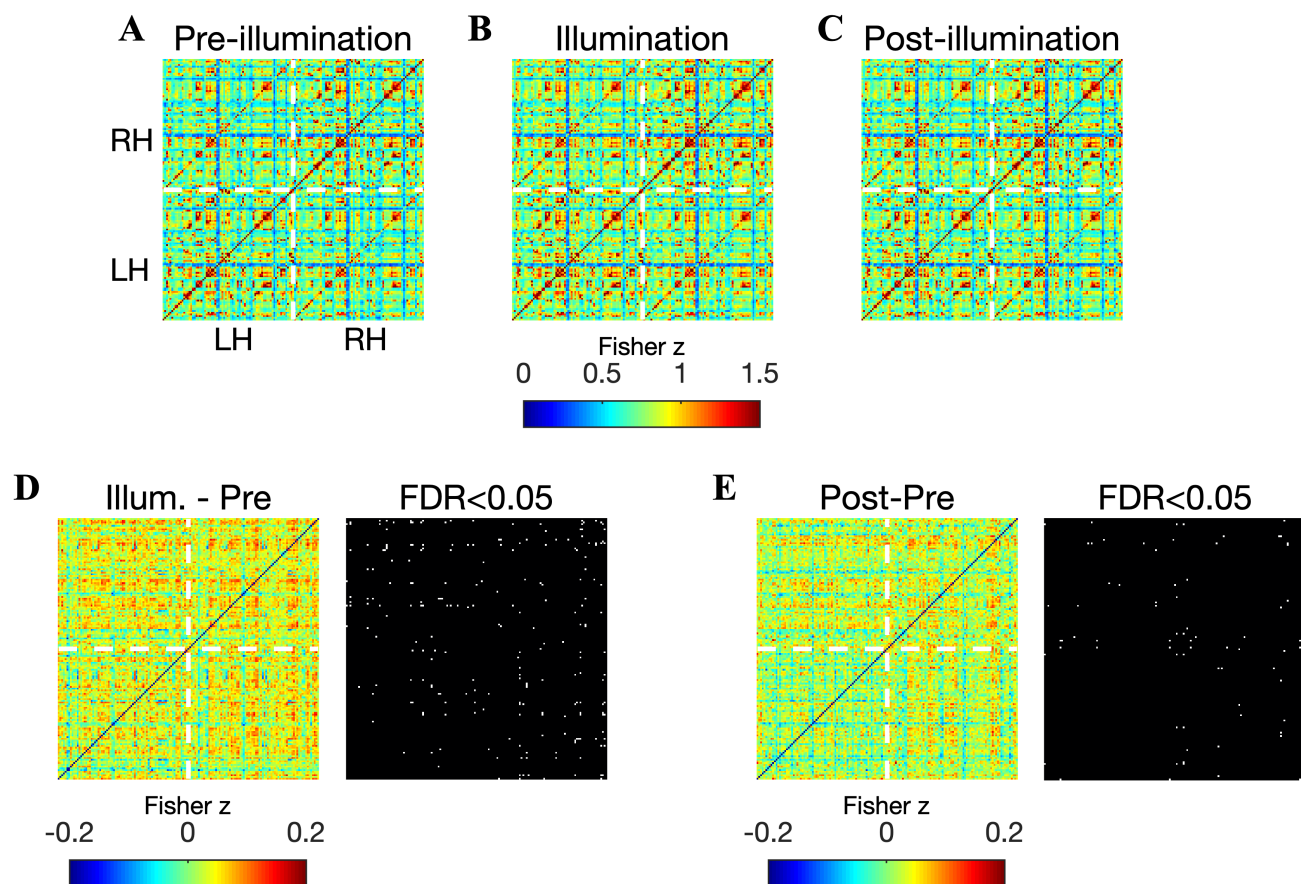 A B C
Pre-illumination Illumination Post-illumination
RH
LH
LH RH
Fisher z
0 0.5 1 1.5
D E
Illum. - Pre FDR<0.05 Post-Pre FDR<0.05
Fisher z Fisher z
-0.2 0 0.2 -0.2 0 0.2